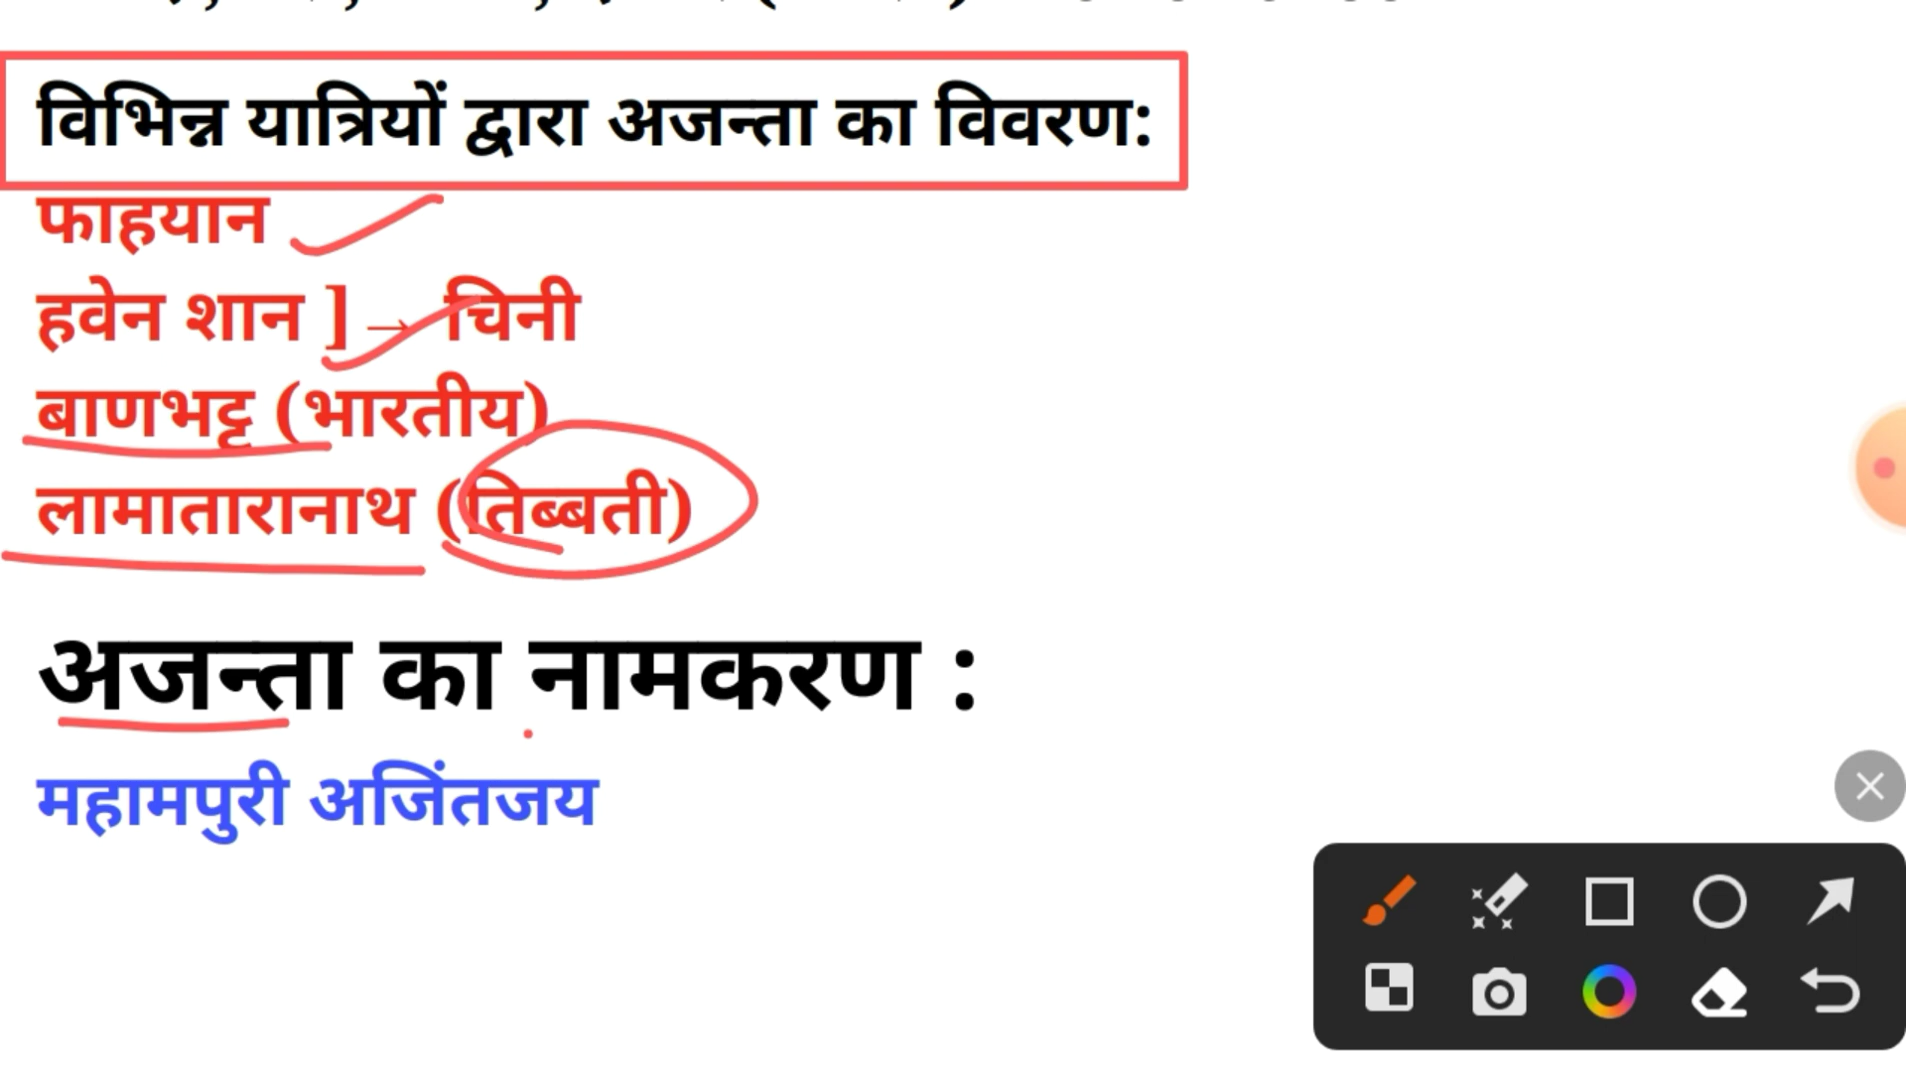 विभिन्न यात्रियों द्वारा अजन्ता का विवरण:
फाहयान
हवेन शान ]→ चिनी
बाणभट्ट (भारतीय)
लामातारानाथ (तिब्बती)
अजन्ता का नामकरण :
महामपुरी अजिंतजय